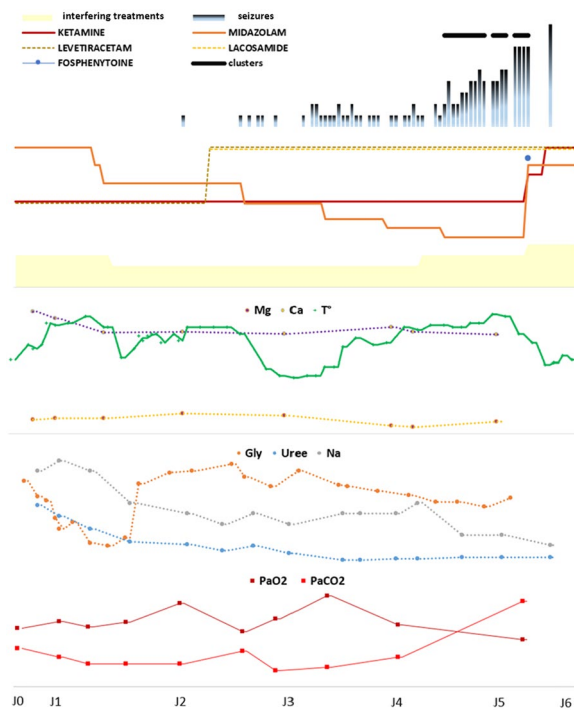 interfering treatments seizures
KETAMINE MIDAZOLAM
LEVETIRACETAM LACOSAMIDE
FOSPHENYTOINE clusters
Mg Ca T°
Gly Uree Na
PaO2 PaCO2
J0 J1 J2 J3 J4 J5 J6